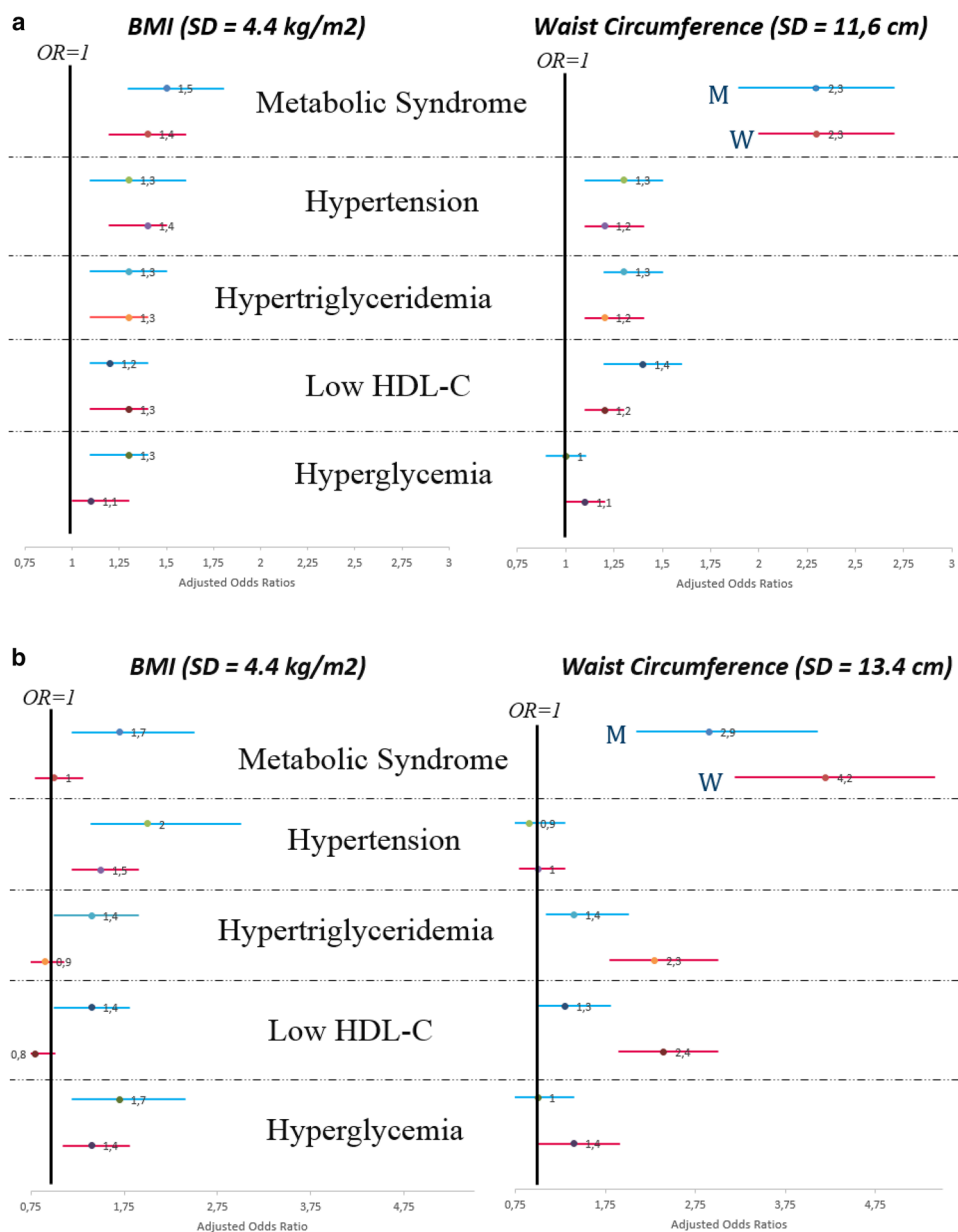 a
BMI (SD = 4.4 kg/m2)
Waist Circumference (SD = 11,6 cm)
OR=1
OR=1
1,5
Metabolic Syndrome
M
2,3
1,4
W
2,3
1,3
Hypertension
1,3
1,4
1,2
1,3
Hypertriglyceridemia
1,3
1,3
1,2
1,2
Low HDL-C
1,4
1,3
1,2
1,3
Hyperglycemia
1
1,1
1,1
0,75 1 1,25 1,5 1,75 2 2,25 2,5 2,75 3
0,75 1 1,25 1,5 1,75 2 2,25 2,5 2,75 3
Adjusted Odds Ratios
Adjusted Odds Ratios
b
BMI (SD = 4.4 kg/m2)
Waist Circumference (SD = 13.4 cm)
OR=1
OR=1
1,7
Metabolic Syndrome
M
2,9
1
W
4,2
2
Hypertension
0,9
1,5
1
1,4
Hypertriglyceridemia
1,4
0,9
2,3
1,4
Low HDL-C
1,3
0,8
2,4
1,7
Hyperglycemia
1
1,4
1,4
0,75 1,75 2,75 3,75 4,75
0,75 1,75 2,75 3,75 4,75
Adjusted Odds Ratio
Adjusted Odds Ratios